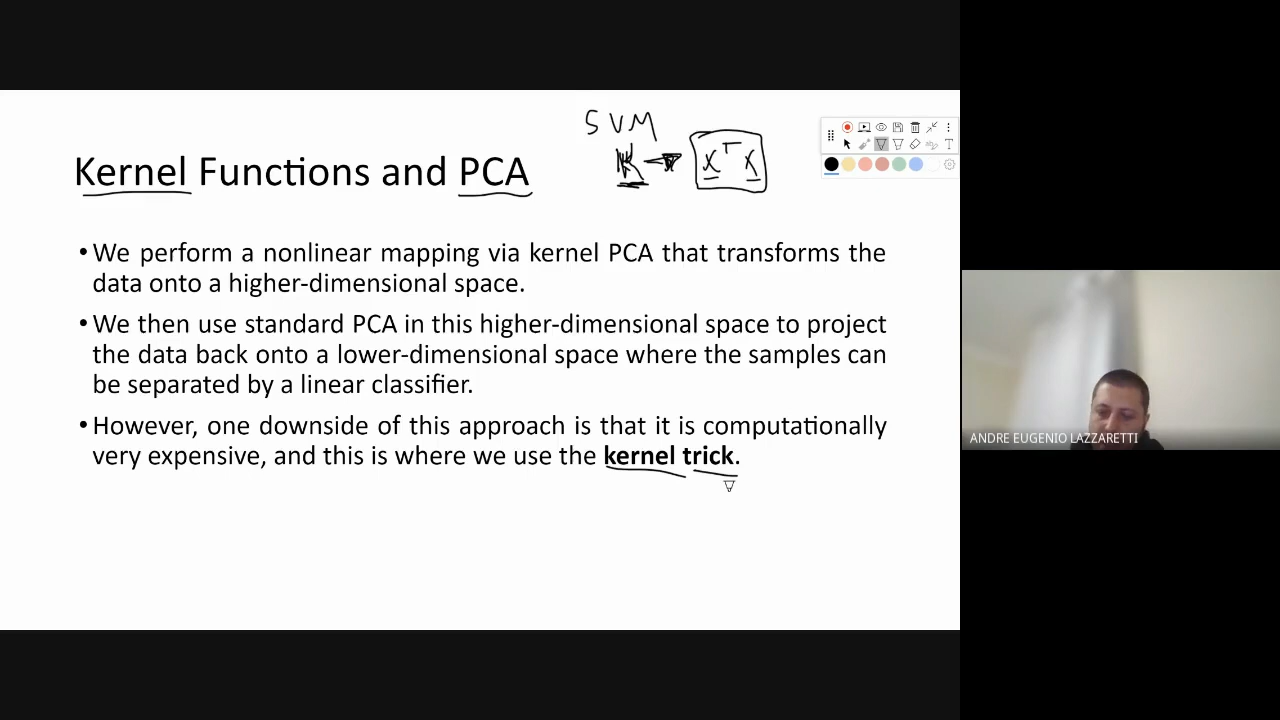 SVM
K xᵀx
Kernel Functions and PCA
•We perform a nonlinear mapping via kernel PCA that transforms the
data onto a higher-dimensional space.
•We then use standard PCA in this higher-dimensional space to project
the data back onto a lower-dimensional space where the samples can
be separated by a linear classifier.
•However, one downside of this approach is that it is computationally
very expensive, and this is where we use the kernel trick.
ANDRE EUGENIO LAZZARETTI